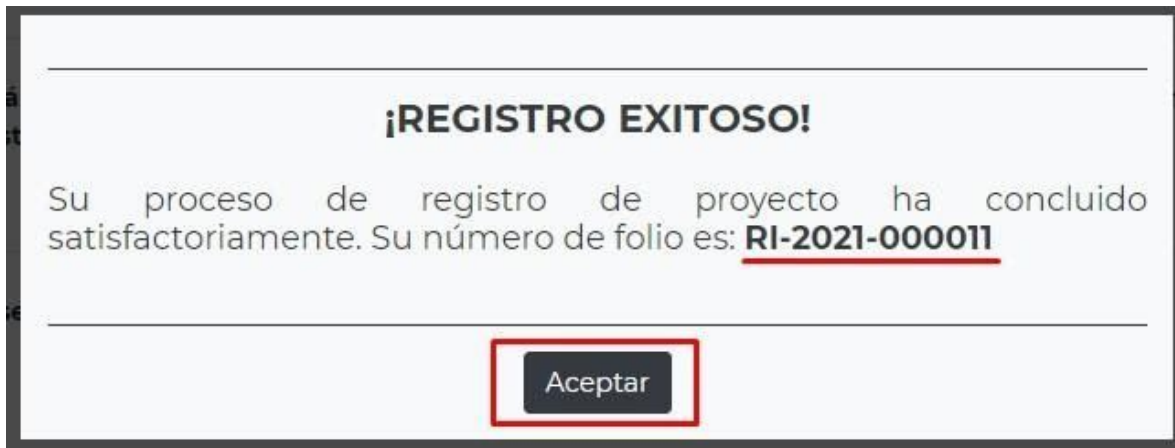 ¡REGISTRO EXITOSO!
Su proceso de registro de proyecto ha concluido
satisfactoriamente. Su número de folio es: RI-2021-000011
Aceptar